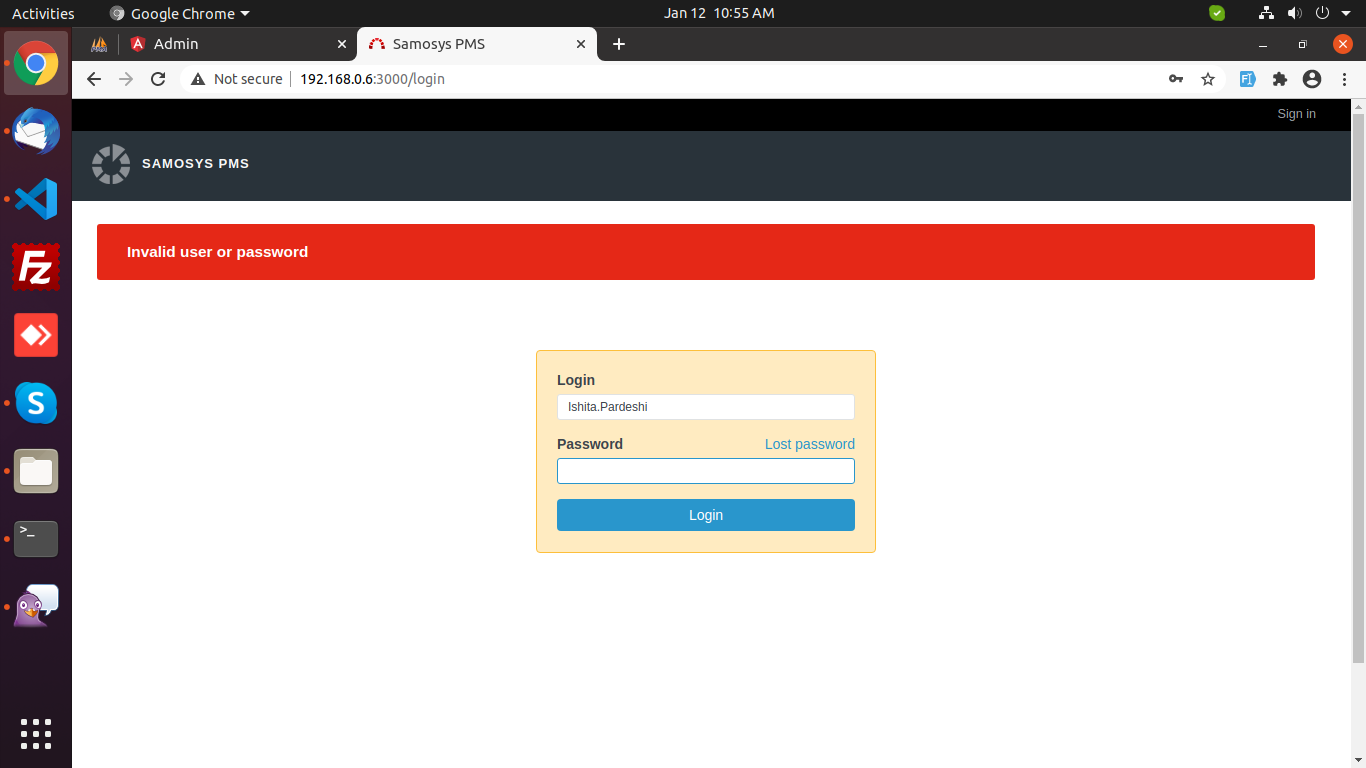 Activities
Google Chrome
Jan 12 10:55 AM
Admin
Samosys PMS
Not secure
192.168.0.6:3000/login
Sign in
SAMOSYS PMS
Invalid user or password
Login
Ishita.Pardeshi
Password
Lost password
Login